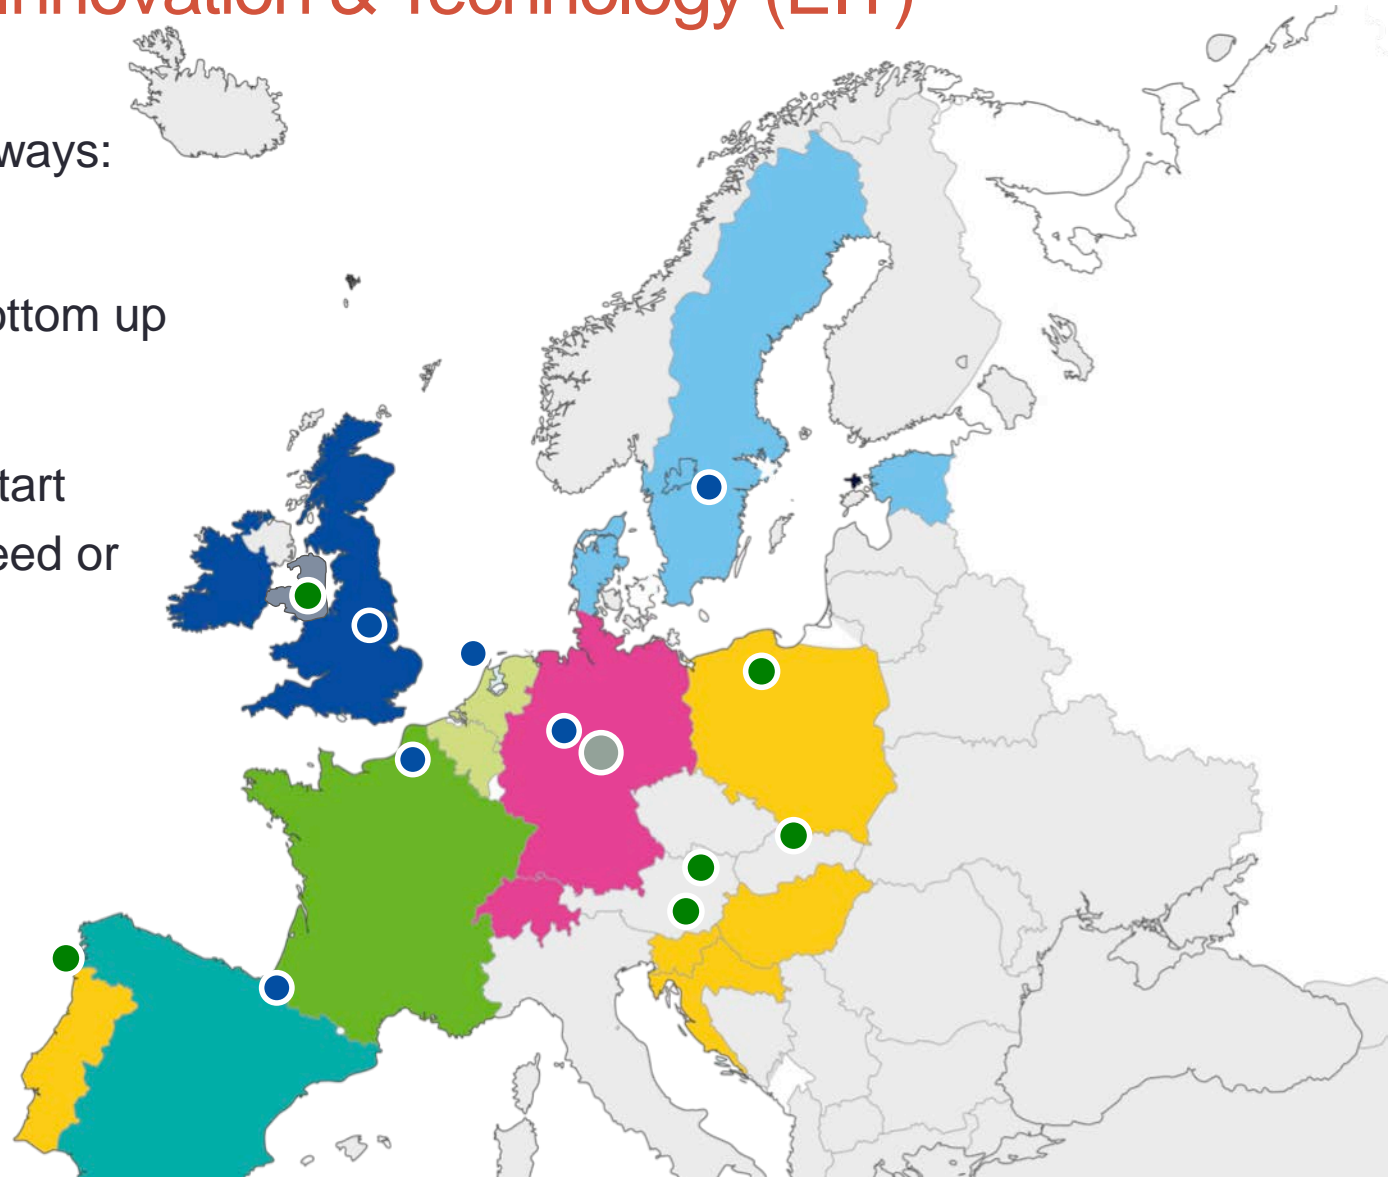 Innovation & Technology (EIT)
ways:
ottom up
tart
eed or